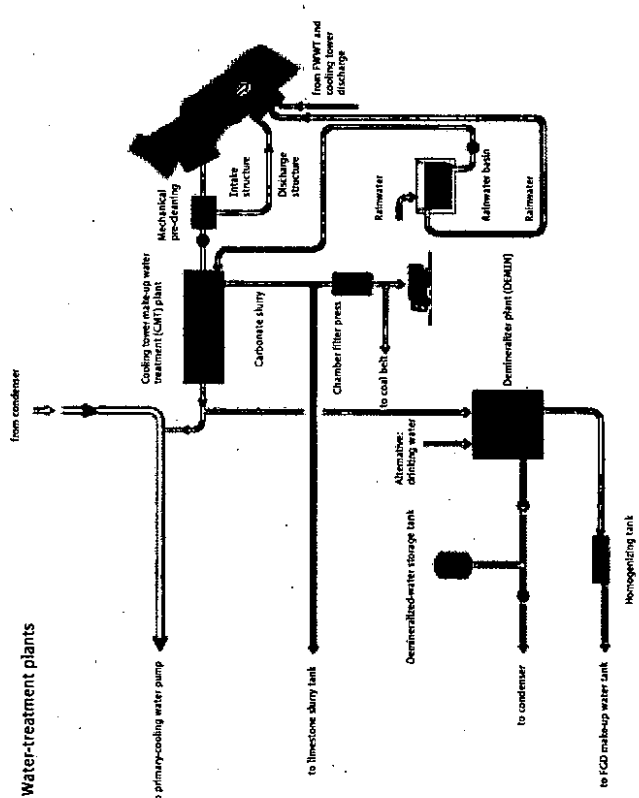 Water-treatment plants
from condenser
to primary-cooling water pump
Cooling tower make-up water
treatment (CMT) plant
Mechanical
pre-cleaning
Intake
structure
Discharge
structure
from FWWT and
cooling tower
discharge
Carbonate slurry
to limestone slurry tank
Chamber filter press
to coal belt
Rainwater
Rainwater basin
Rainwater
Alternative:
drinking water
Demineralizer plant (DEMIN)
Demineralized-water storage tank
to condenser
Homogenizing tank
to FGD make-up water tank